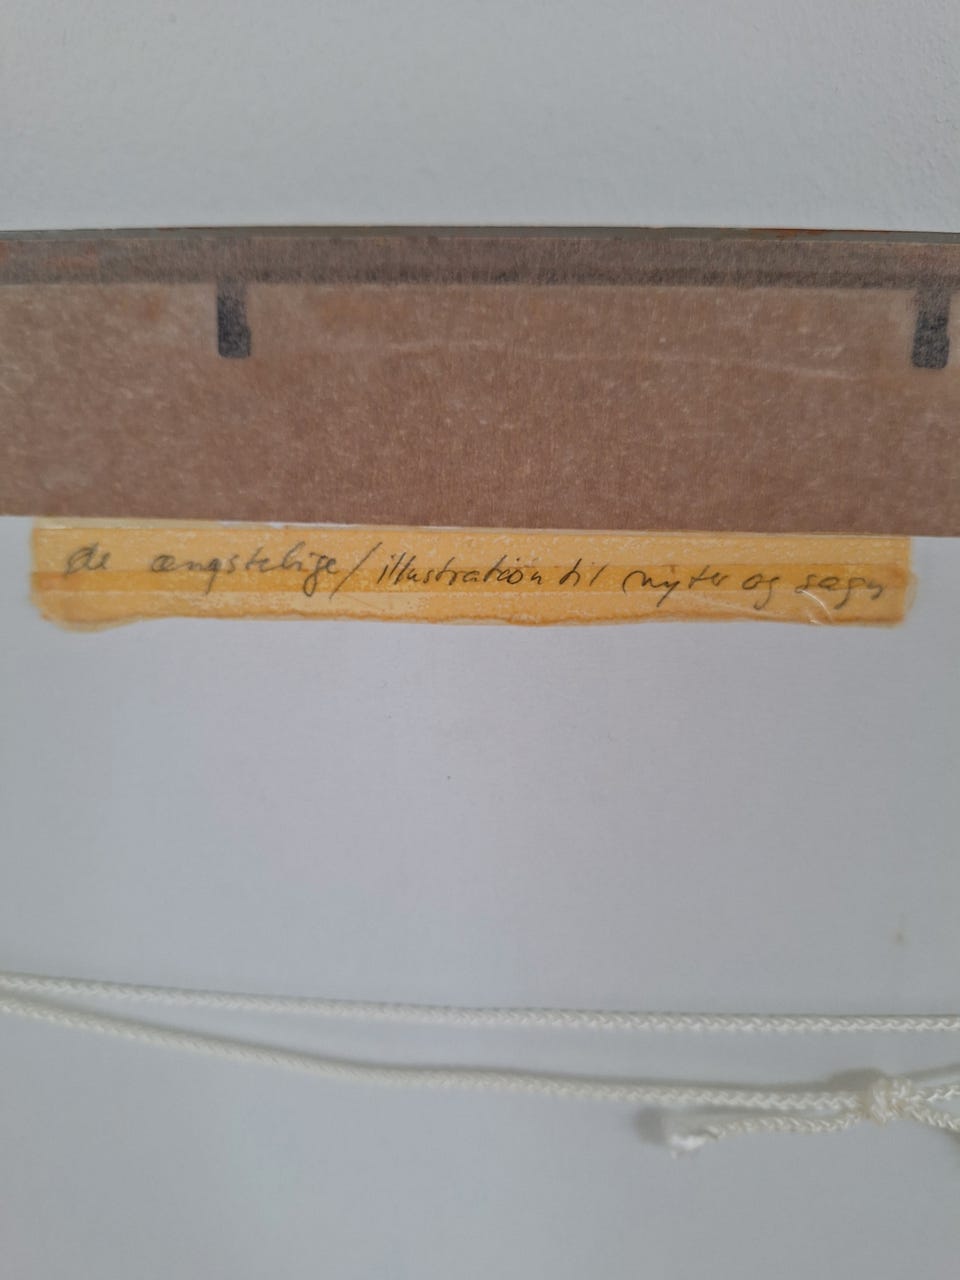 de ængstelige/illustration til myter og sagn